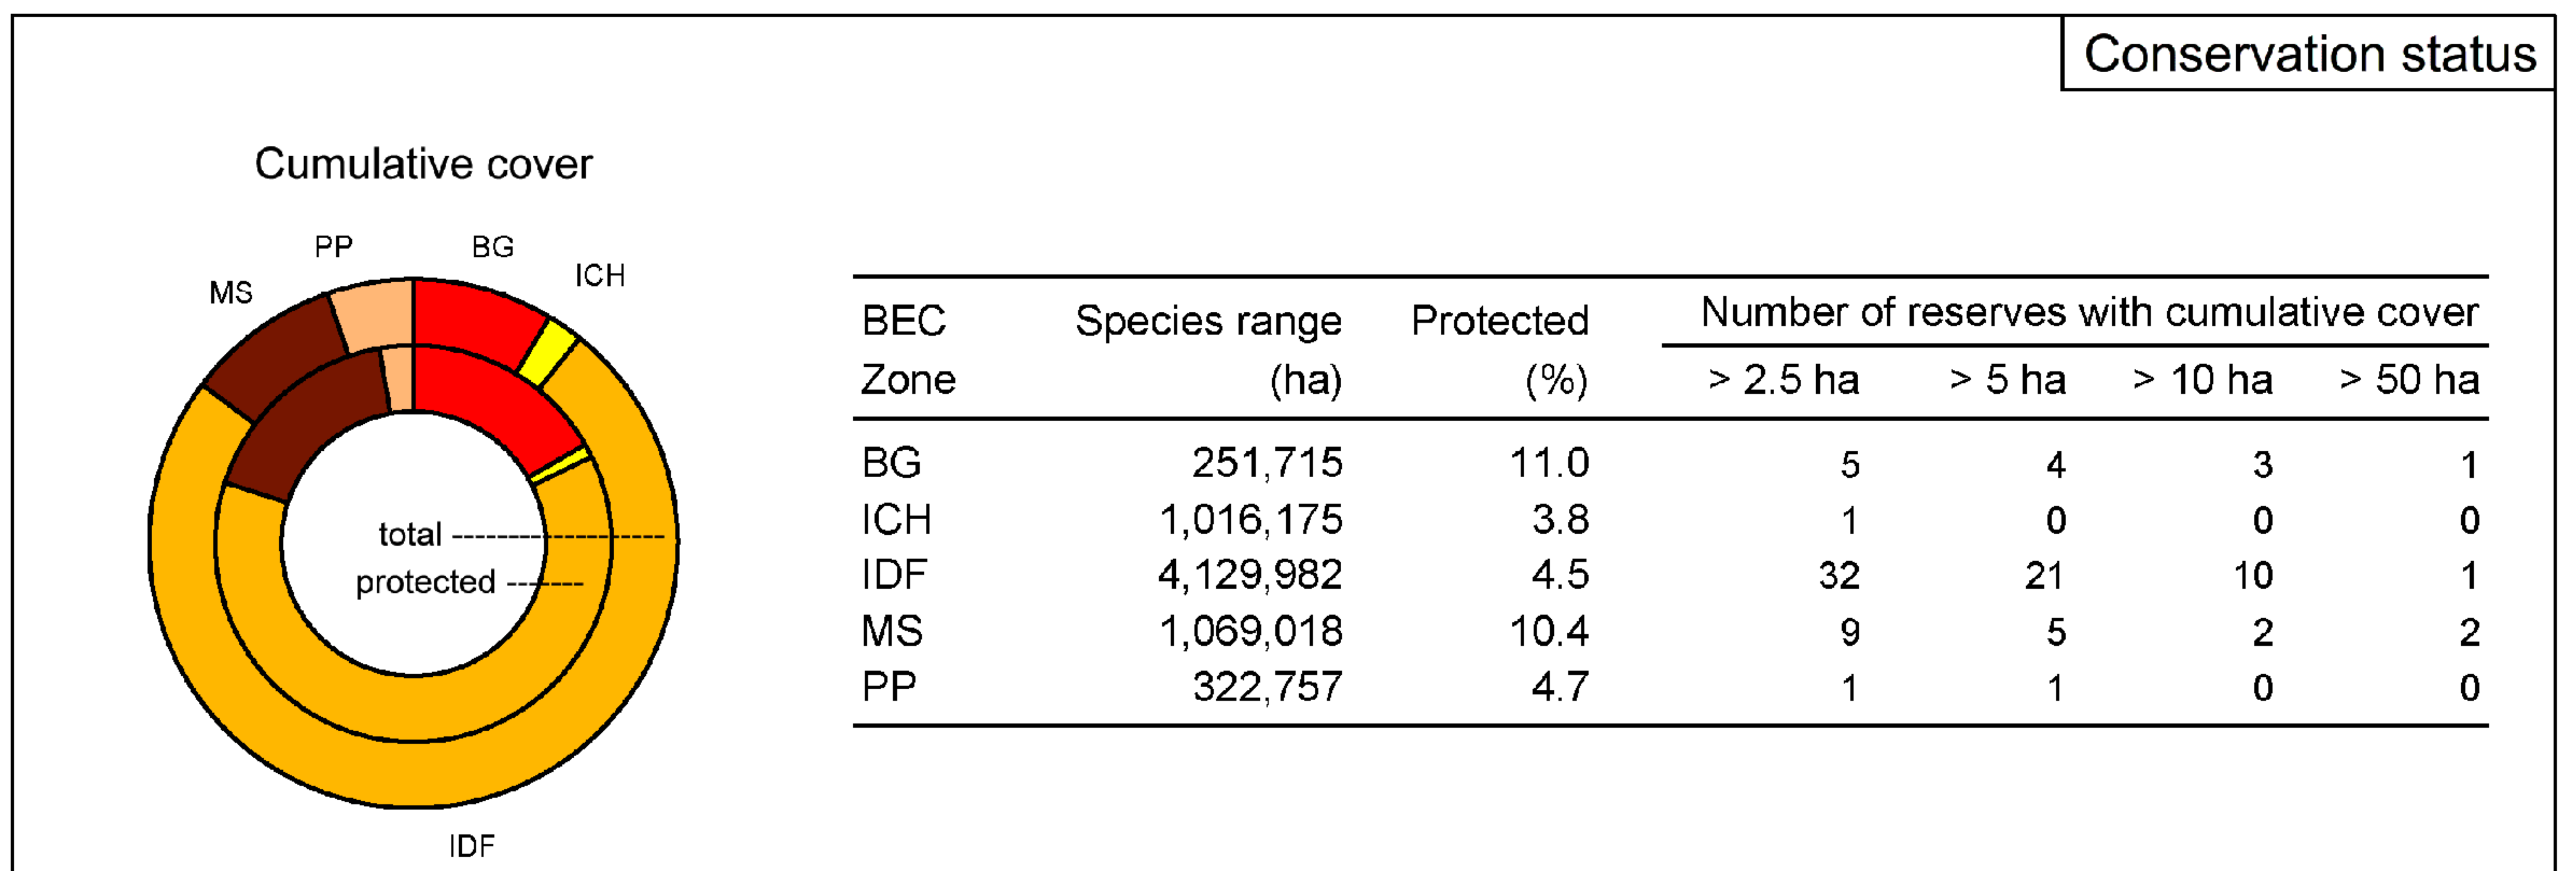 Conservation status
Cumulative cover
PP
BG
ICH
MS
total
protected
IDF
BEC Zone
Species range (ha)
Protected (%)
Number of reserves with cumulative cover
> 2.5 ha > 5 ha > 10 ha > 50 ha
BG 251,715 11.0 5 4 3 1
ICH 1,016,175 3.8 1 0 0 0
IDF 4,129,982 4.5 32 21 10 1
MS 1,069,018 10.4 9 5 2 2
PP 322,757 4.7 1 1 0 0